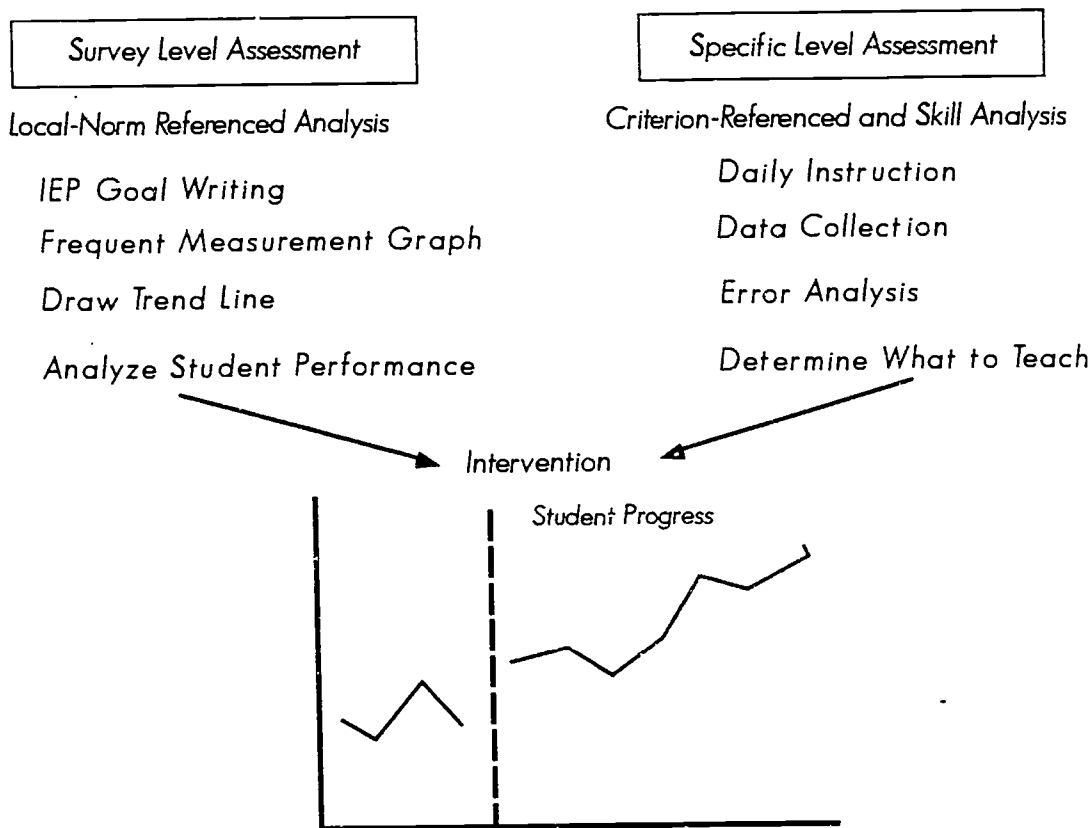 Survey Level Assessment
Local-Norm Referenced Analysis
IEP Goal Writing
Frequent Measurement Graph
Draw Trend Line
Analyze Student Performance
Specific Level Assessment
Criterion-Referenced and Skill Analysis
Daily Instruction
Data Collection
Error Analysis
Determine What to Teach
Intervention
Student Progress